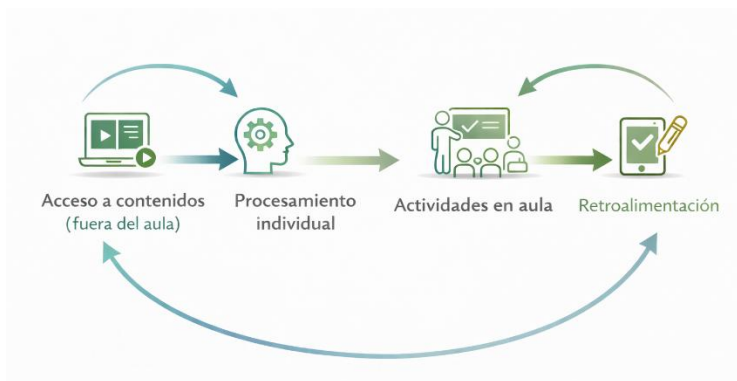 Acceso a contenidos
(fuera del aula)
Procesamiento
individual
Actividades en aula
Retroalimentación